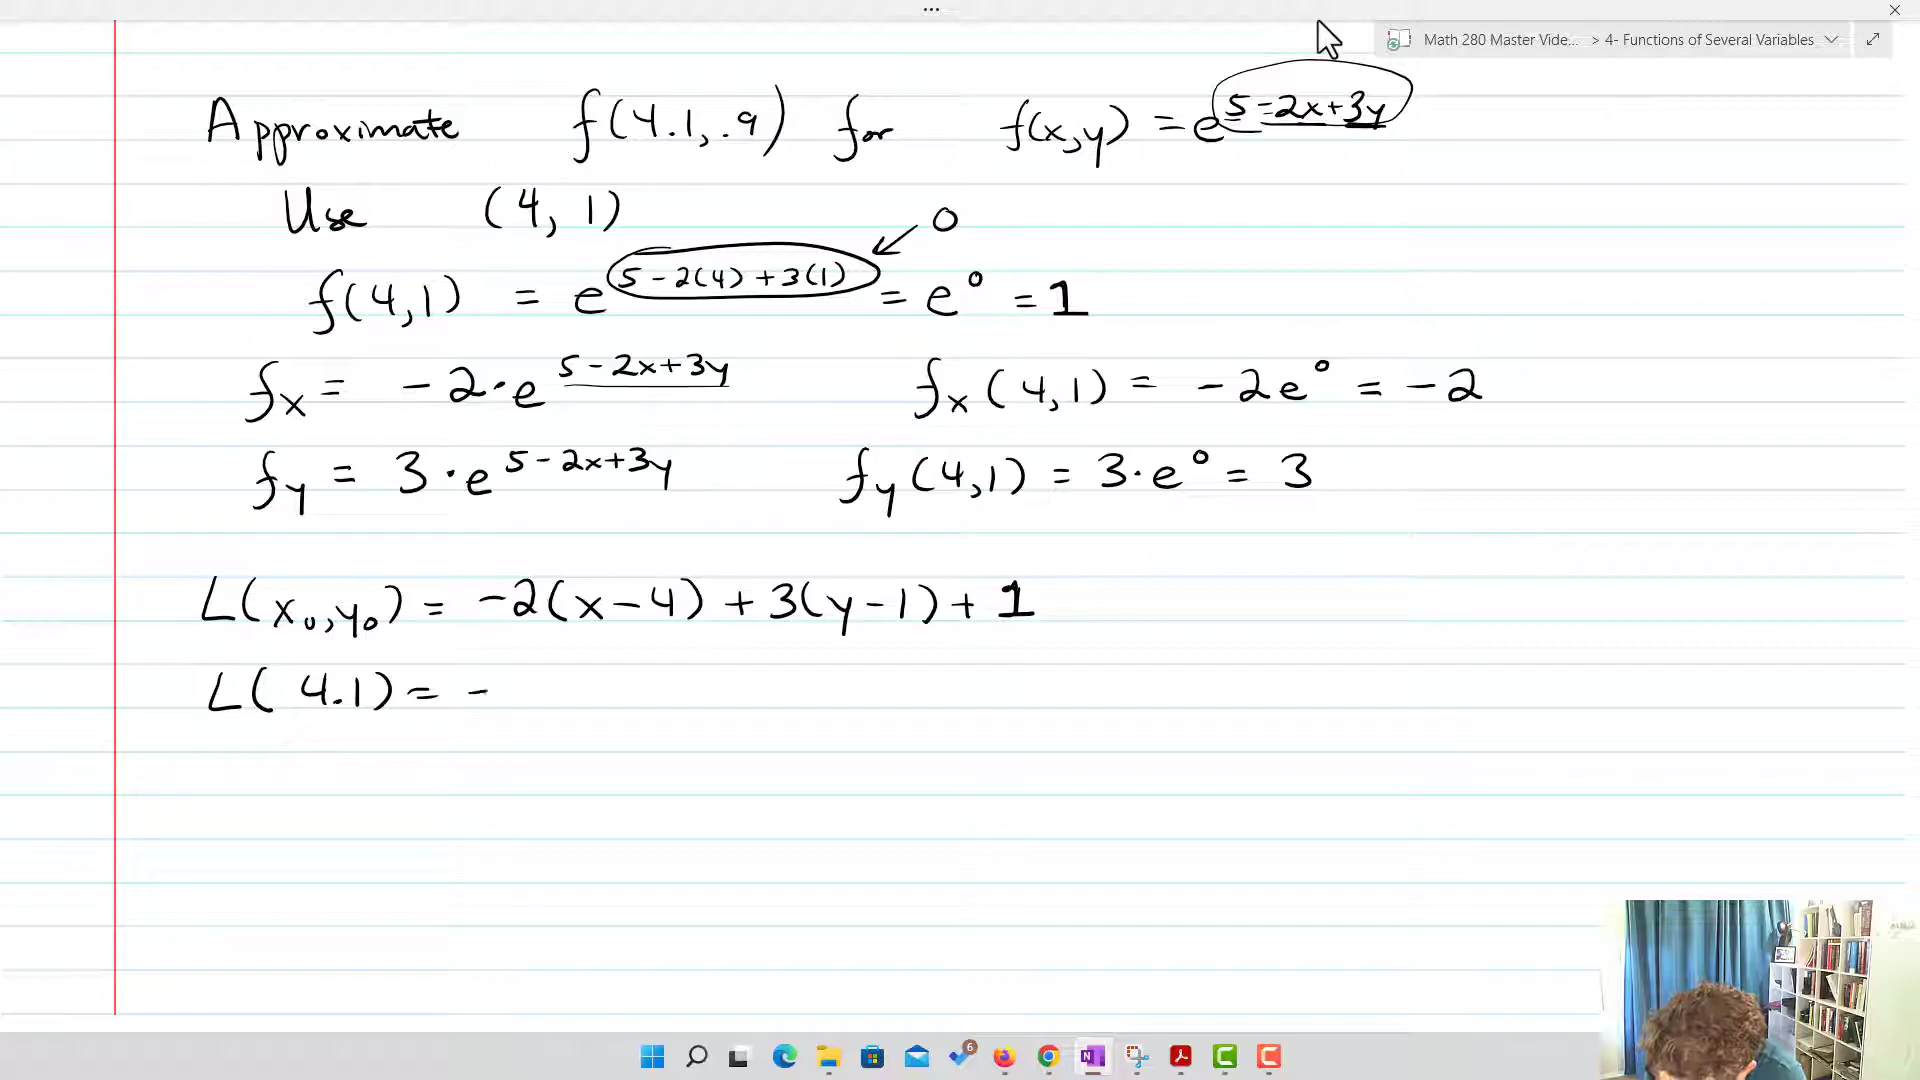 ...
Math 280 Master Vide... > 4- Functions of Several Variables
Approximate f(4.1, .9) for f(x,y) = e^5-2x+3y
Use (4, 1)
0
f(4,1) = e^5-2(4)+3(1) = e^0 = 1
fx = -2·e^5-2x+3y fx(4,1) = -2e^0 = -2
fy = 3·e^5-2x+3y fy(4,1) = 3·e^0 = 3
L(x0,y0) = -2(x-4) + 3(y-1) + 1
L( 4.1) = -
6